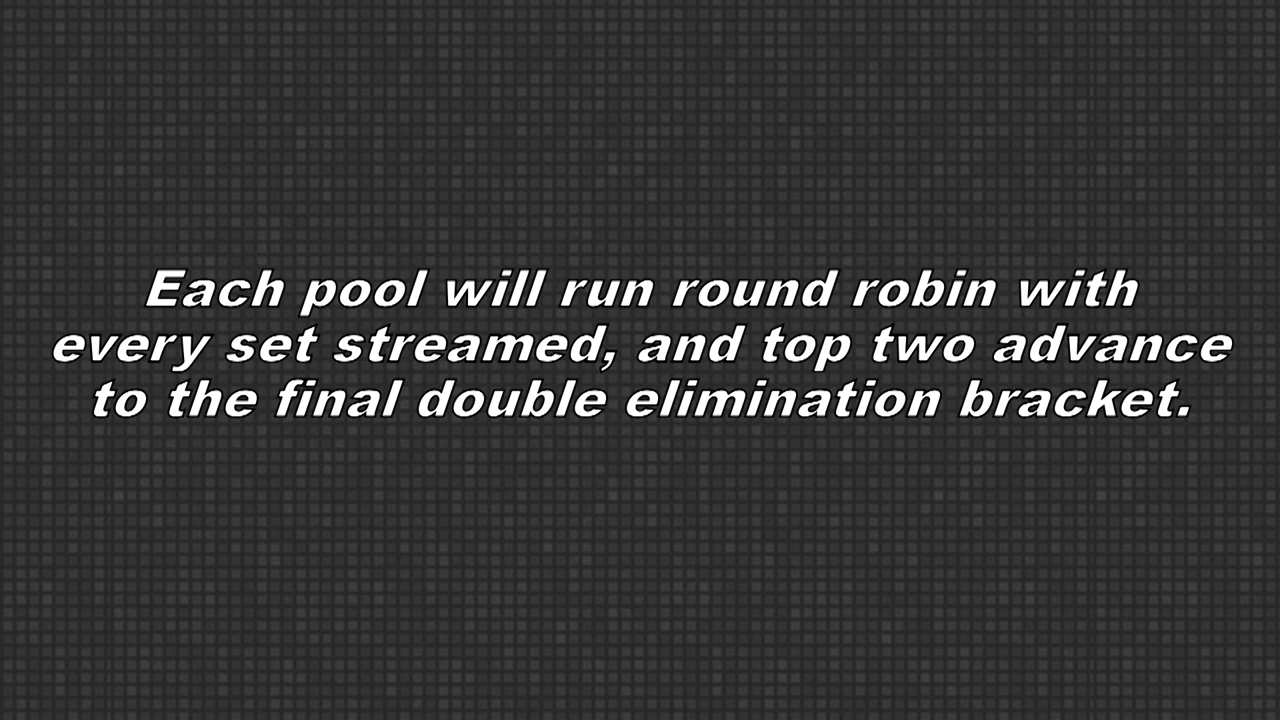 Each pool will run round robin with
every set streamed, and top two advance
to the final double elimination bracket.